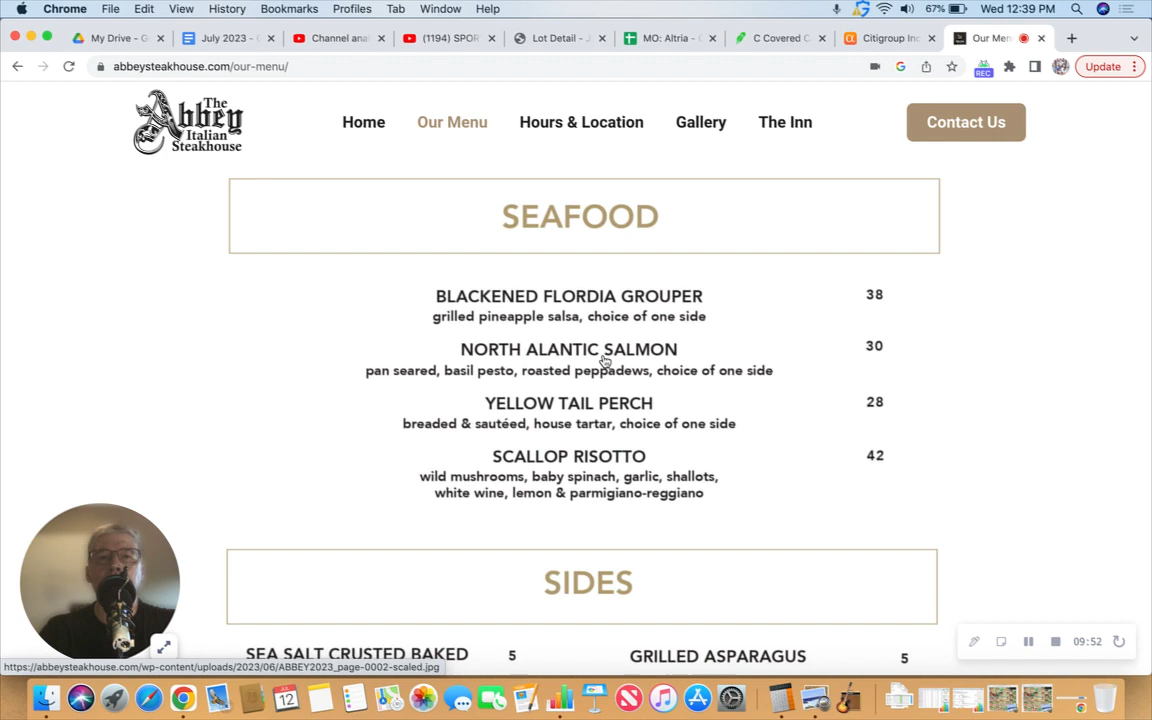 Chrome File Edit View History Bookmarks Profiles Tab Window Help 67% Wed 12:39 PM
My Drive - G July 2023 - G Channel ana (1194) SPOR Lot Detail - J MO: Altria - G C Covered C Citigroup Inc Our Men
abbeysteakhouse.com/our-menu/ REC Update
The Abbey Italian Steakhouse
Home Our Menu Hours & Location Gallery The Inn Contact Us
SEAFOOD
BLACKENED FLORDIA GROUPER 38
grilled pineapple salsa, choice of one side
NORTH ALANTIC SALMON 30
pan seared, basil pesto, roasted peppadews, choice of one side
YELLOW TAIL PERCH 28
breaded & sautéed, house tartar, choice of one side
SCALLOP RISOTTO 42
wild mushrooms, baby spinach, garlic, shallots,
white wine, lemon & parmigiano-reggiano
SIDES
09:52
SEA SALT CRUSTED BAKED 5 GRILLED ASPARAGUS 5
https://abbeysteakhouse.com/wp-content/uploads/2023/06/ABBEY2023_page-0002-scaled.jpg